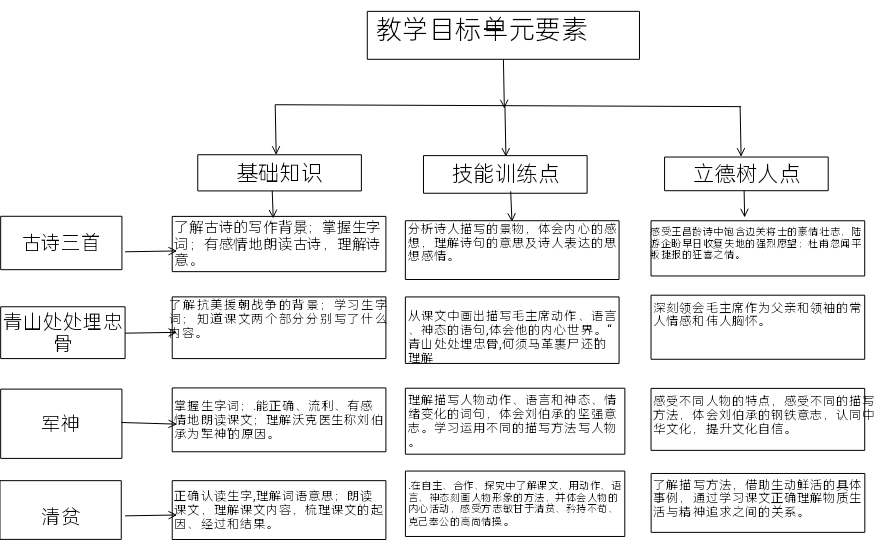 教学目标单元要素
基础知识
技能训练点
立德树人点
古诗三首
了解古诗的写作背景；掌握生字
词；有感情地朗读古诗，理解诗
意。
分析诗人描写的景物，体会内心的感
想，理解诗句的意思及诗人表达的思
想感情。
感受王昌龄诗中饱含边关将士的豪情壮志、陆
游企盼早日收复失地的强烈愿望；杜甫忽闻平
叛捷报的狂喜之情。
青山处处埋忠
骨
了解抗美援朝战争的背景；学习生字
词；知道课文两个部分分别写了什么
内容。
从课文中画出描写毛主席动作、语言
、神态的语句,体会他的内心世界。“
青山处处埋忠骨,何须马革裹尸还的
理解
深刻领会毛主席作为父亲和领袖的常
人情感和伟人胸怀。
军神
掌握生字词；.能正确、流利、有感
情地朗读课文；理解沃克医生称刘伯
承为军神的原因。
理解描写人物动作、语言和神态、情
绪变化的词句，体会刘伯承的坚强意
志。学习运用不同的描写方法写人物
。
感受不同人物的特点，感受不同的描写
方法，体会刘伯承的钢铁意志，认同中
华文化，提升文化自信。
清贫
正确认读生字,理解词语意思；朗读
课文，理解课文内容，梳理课文的起
因、经过和结果。
.在自主、合作、探究中了解课文，用动作、语
言、神态刻画人物形象的方法，并体会人物的
内心活动，感受方志敏甘于清贫、矜持不苟、
克己奉公的高尚情操。
了解描写方法，借助生动鲜活的具体
事例，通过学习课文正确理解物质生
活与精神追求之间的关系。